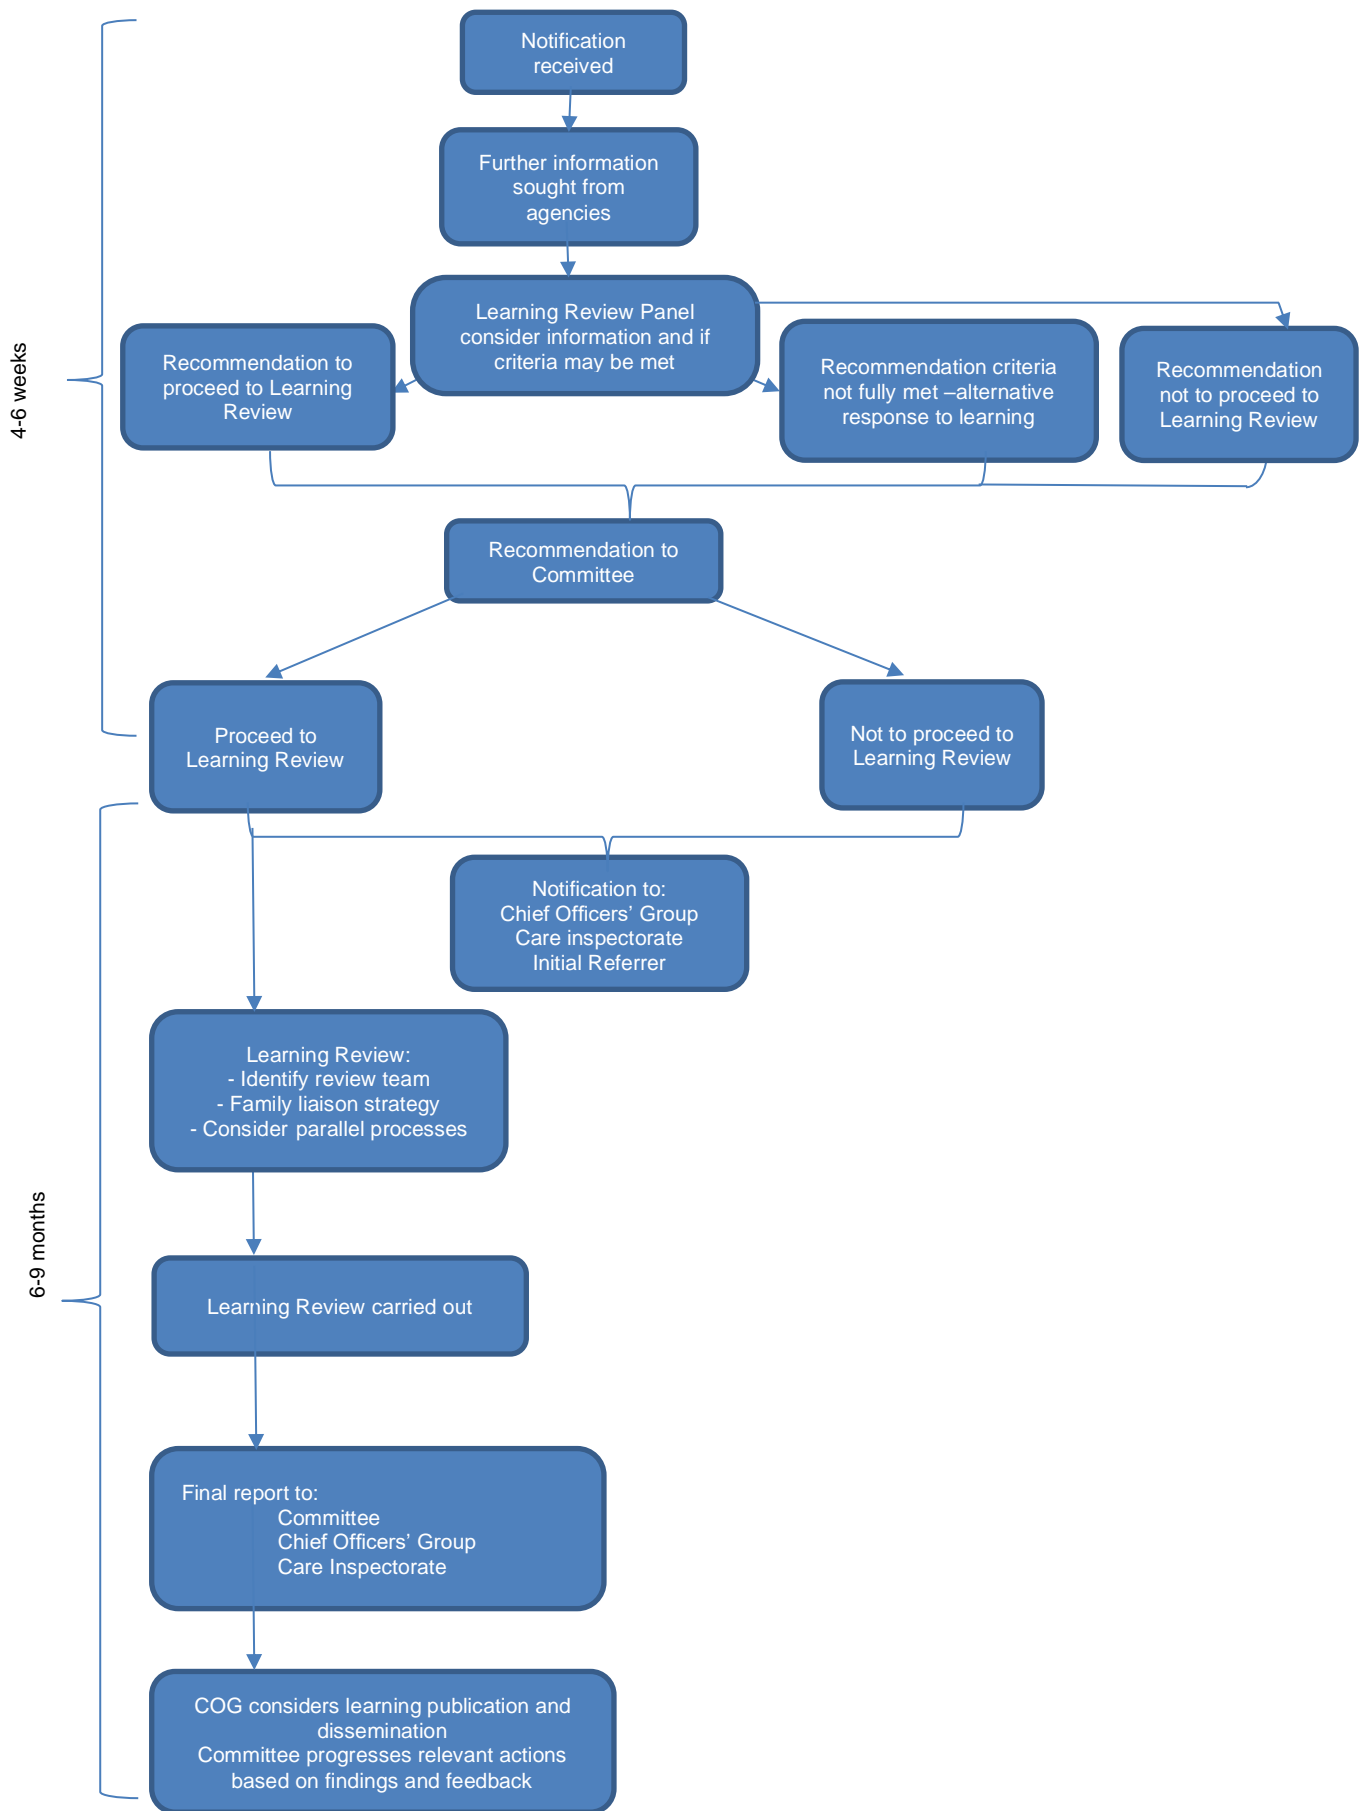 Notification
received
Further information
sought from
agencies
4-6 weeks
Learning Review Panel
consider information and if
criteria may be met
Recommendation to
proceed to Learning
Review
Recommendation criteria
not fully met –alternative
response to learning
Recommendation
not to proceed to
Learning Review
Recommendation to
Committee
Proceed to
Learning Review
Not to proceed to
Learning Review
Notification to:
Chief Officers’ Group
Care inspectorate
Initial Referrer
6-9 months
Learning Review:
- Identify review team
- Family liaison strategy
- Consider parallel processes
Learning Review carried out
Final report to:
Committee
Chief Officers’ Group
Care Inspectorate
COG considers learning publication and
dissemination
Committee progresses relevant actions
based on findings and feedback